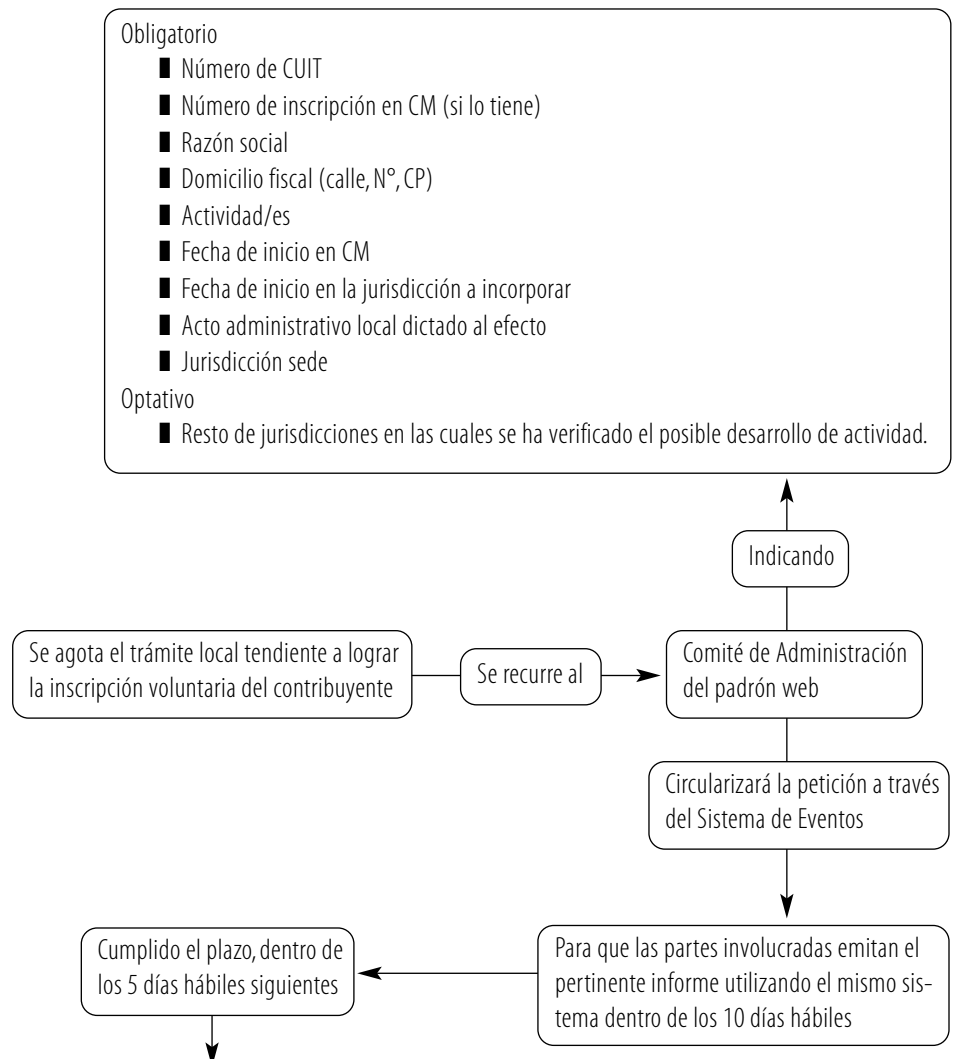 Obligatorio
■ Número de CUIT
■ Número de inscripción en CM (si lo tiene)
■ Razón social
■ Domicilio fiscal (calle, N°, CP)
■ Actividad/es
■ Fecha de inicio en CM
■ Fecha de inicio en la jurisdicción a incorporar
■ Acto administrativo local dictado al efecto
■ Jurisdicción sede
Optativo
■ Resto de jurisdicciones en las cuales se ha verificado el posible desarrollo de actividad.
Indicando
Se agota el trámite local tendiente a lograr
la inscripción voluntaria del contribuyente
Se recurre al
Comité de Administración
del padrón web
Circularizará la petición a través
del Sistema de Eventos
Para que las partes involucradas emitan el
pertinente informe utilizando el mismo sis-
tema dentro de los 10 días hábiles
Cumplido el plazo, dentro de
los 5 días hábiles siguientes